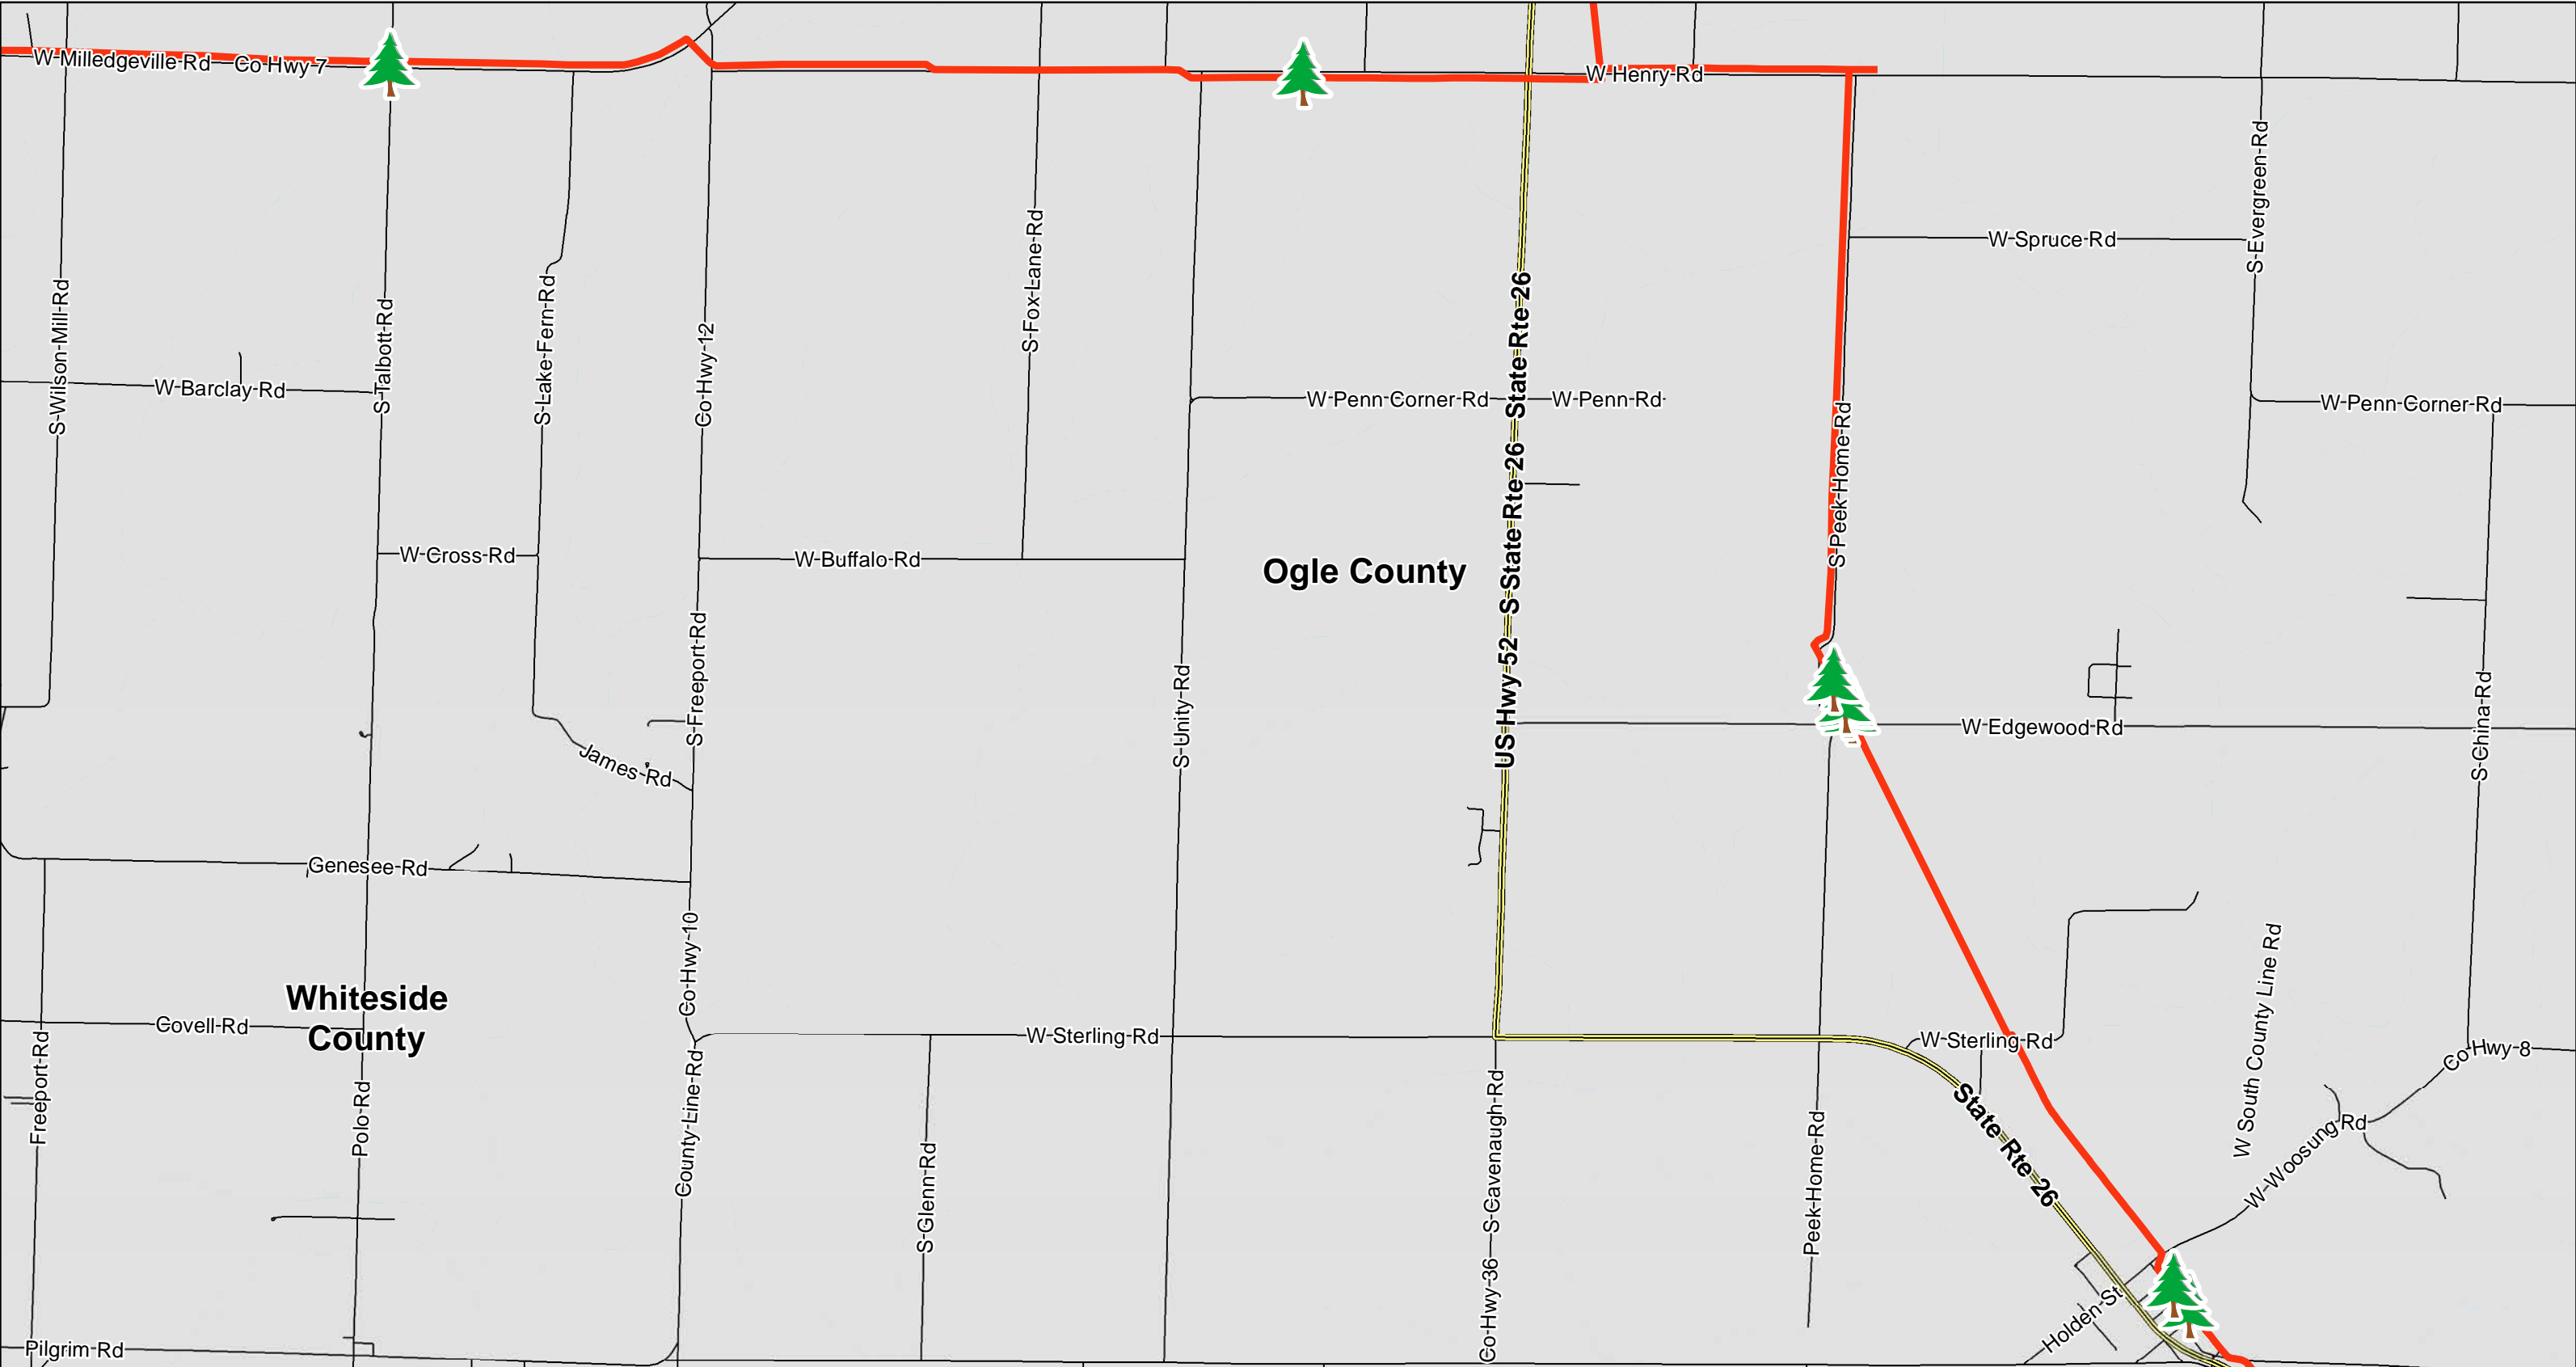 W Milledgeville Rd
Co Hwy 7
W Henry Rd
S Evergreen Rd
W Spruce Rd
S Fox Lane Rd
S Wilson Mill Rd
S Talbott Rd
S Lake Fern Rd
Co Hwy 12
W Barclay Rd
W Penn Corner Rd
W Penn Rd
W Penn Corner Rd
US Hwy 52 S State Rte 26 S State Rte 26
State Rte 26
S Peek Home Rd
W Cross Rd
W Buffalo Rd
Ogle County
S Freeport Rd
S Unity Rd
W Edgewood Rd
S China Rd
James Rd
Genesee Rd
Co Hwy 10
W South County Line Rd
Whiteside
County
Covell Rd
W Sterling Rd
W Sterling Rd
Co Hwy 8
Freeport Rd
Polo Rd
County Line Rd
S Glenn Rd
S Cavenaugh Rd
Peek Home Rd
State Rte 26
W Woosung Rd
Co Hwy 36
Holden St
Pilgrim Rd